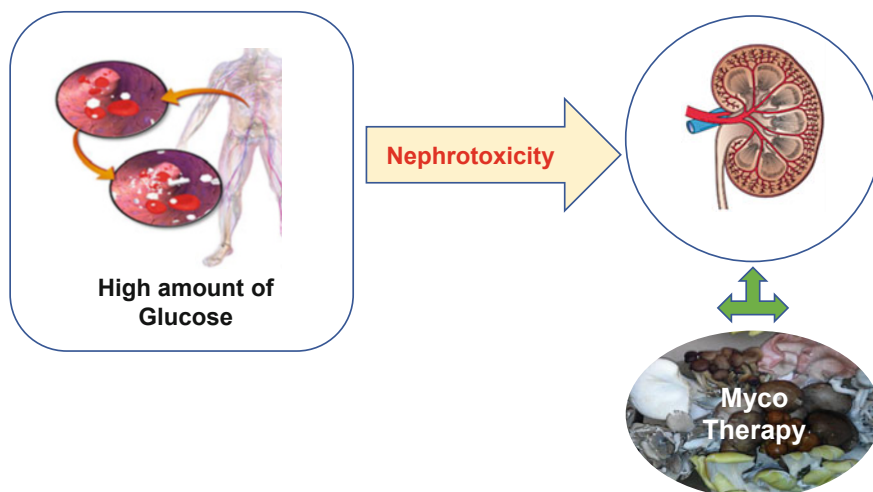 High amount of
Glucose
Nephrotoxicity
Myco
Therapy